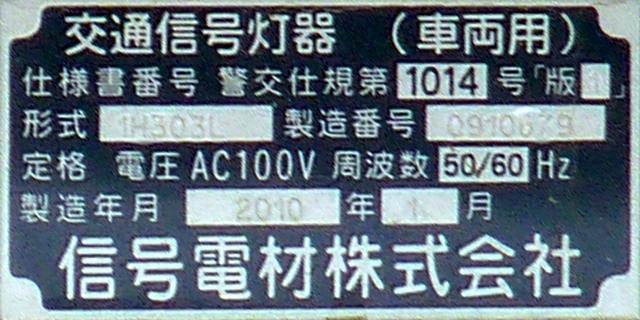 交通信号灯器 (車両用)
仕様書番号 警交仕規第 1014 号「版1」
形式 1H303L 製造番号 0910679
定格 電圧 AC100V 周波数 50/60 Hz
製造年月 2010 年 1 月
信号電材株式会社